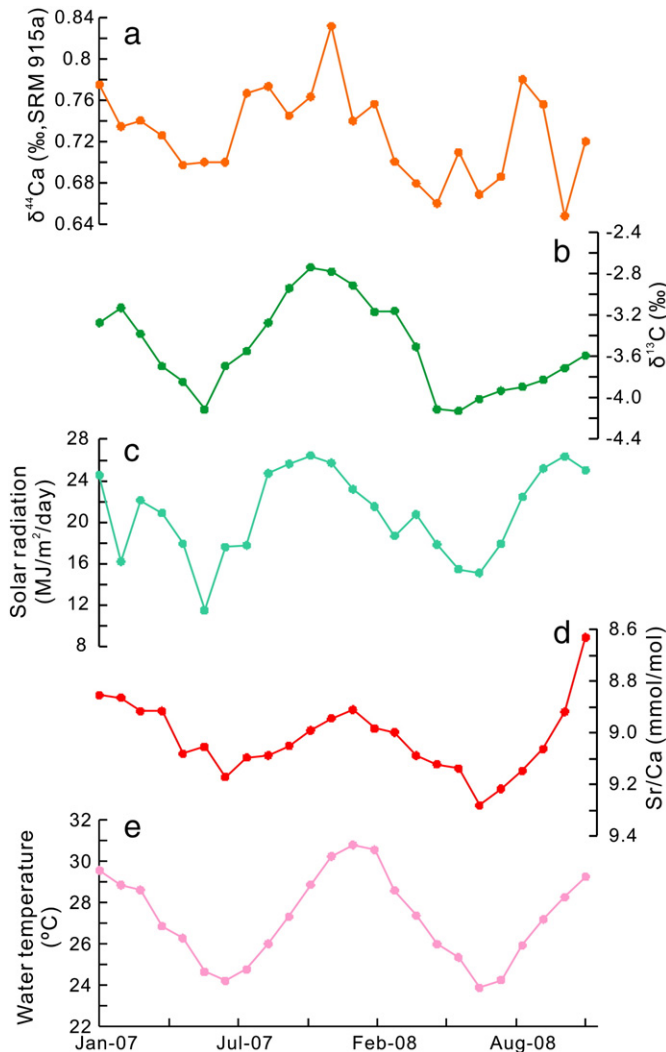 a
δ⁴⁴Ca (‰, SRM 915a)
0.84
0.8
0.76
0.72
0.68
0.64
b
δ¹³C (‰)
-2.4
-2.8
-3.2
-3.6
-4.0
-4.4
c
Solar radiation
(MJ/m²/day)
28
24
20
16
12
8
d
Sr/Ca (mmol/mol)
8.6
8.8
9.0
9.2
9.4
e
Water temperature
(ºC)
32
30
28
26
24
22
Jan-07 Jul-07 Feb-08 Aug-08